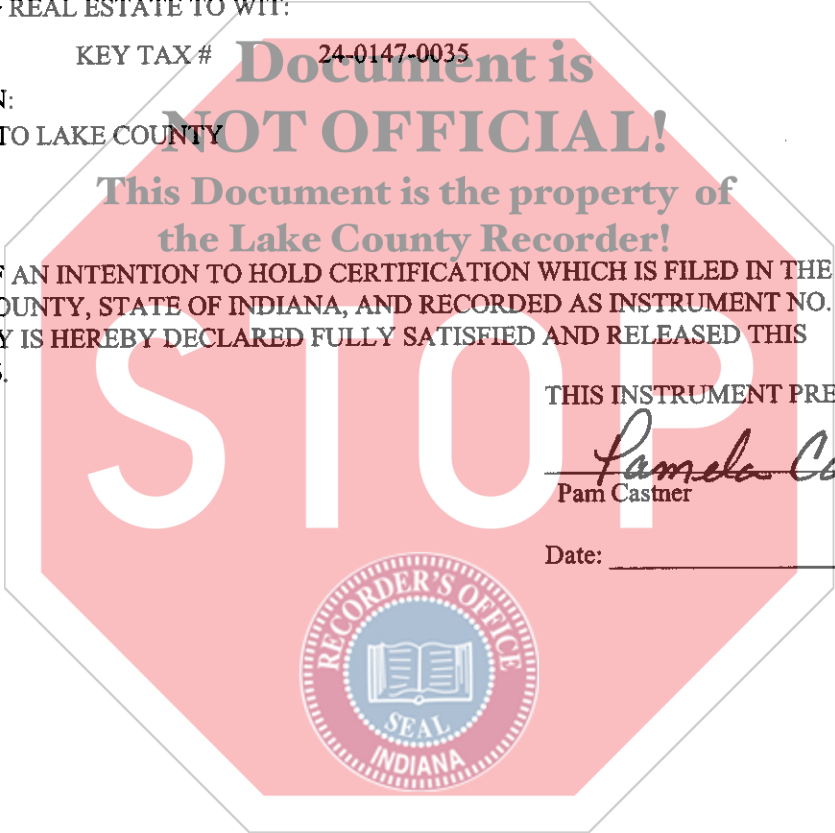 REAL ESTATE TO WIT:
KEY TAX # 24-0147-0035
Document is
N:
TO LAKE COUNTY
NOT OFFICIAL!
This Document is the property of
the Lake County Recorder!
F AN INTENTION TO HOLD CERTIFICATION WHICH IS FILED IN THE
OUNTY, STATE OF INDIANA, AND RECORDED AS INSTRUMENT NO.
Y IS HEREBY DECLARED FULLY SATISFIED AND RELEASED THIS
S.
THIS INSTRUMENT PRE
STOP
Pamela Ca
Pam Castner
Date:
RECORDER'S OFFICE
SEAL
INDIANA